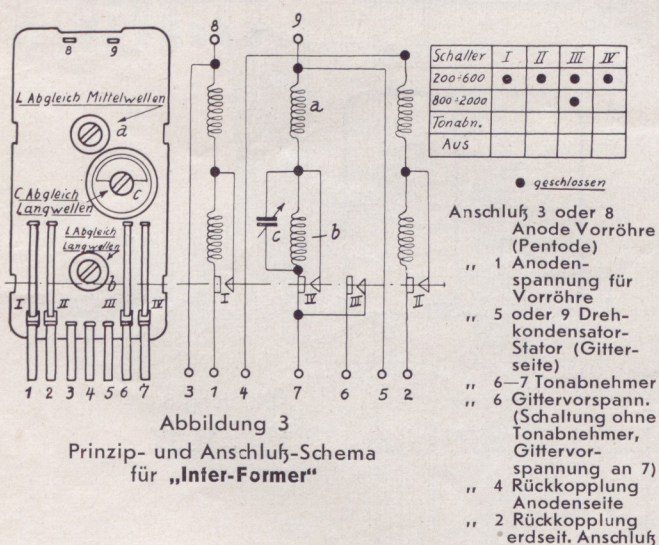 8 9
L Abgleich Mittelwellen
a
C Abgleich
Langwellen
C
L Abgleich
Langwellen
b
I II III IV
1 2 3 4 5 6 7
8 9
a
b
c
I IV III II
3 1 4 7 6 5 2
Schalter I II III IV
200÷600 ● ● ● ●
800÷2000 ●
Tonabn.
Aus
● geschlossen
Anschluß 3 oder 8
Anode Vorröhre
(Pentode)
,, 1 Anoden-
spannung für
Vorröhre
,, 5 oder 9 Dreh-
kondensator-
Stator (Gitter-
seite)
,, 6—7 Tonabnehmer
,, 6 Gittervorspann.
(Schaltung ohne
Tonabnehmer,
Gittervor-
spannung an 7)
,, 4 Rückkopplung
Anodenseite
,, 2 Rückkopplung
erdseit. Anschluß
Abbildung 3
Prinzip- und Anschluß-Schema
für „Inter-Former"